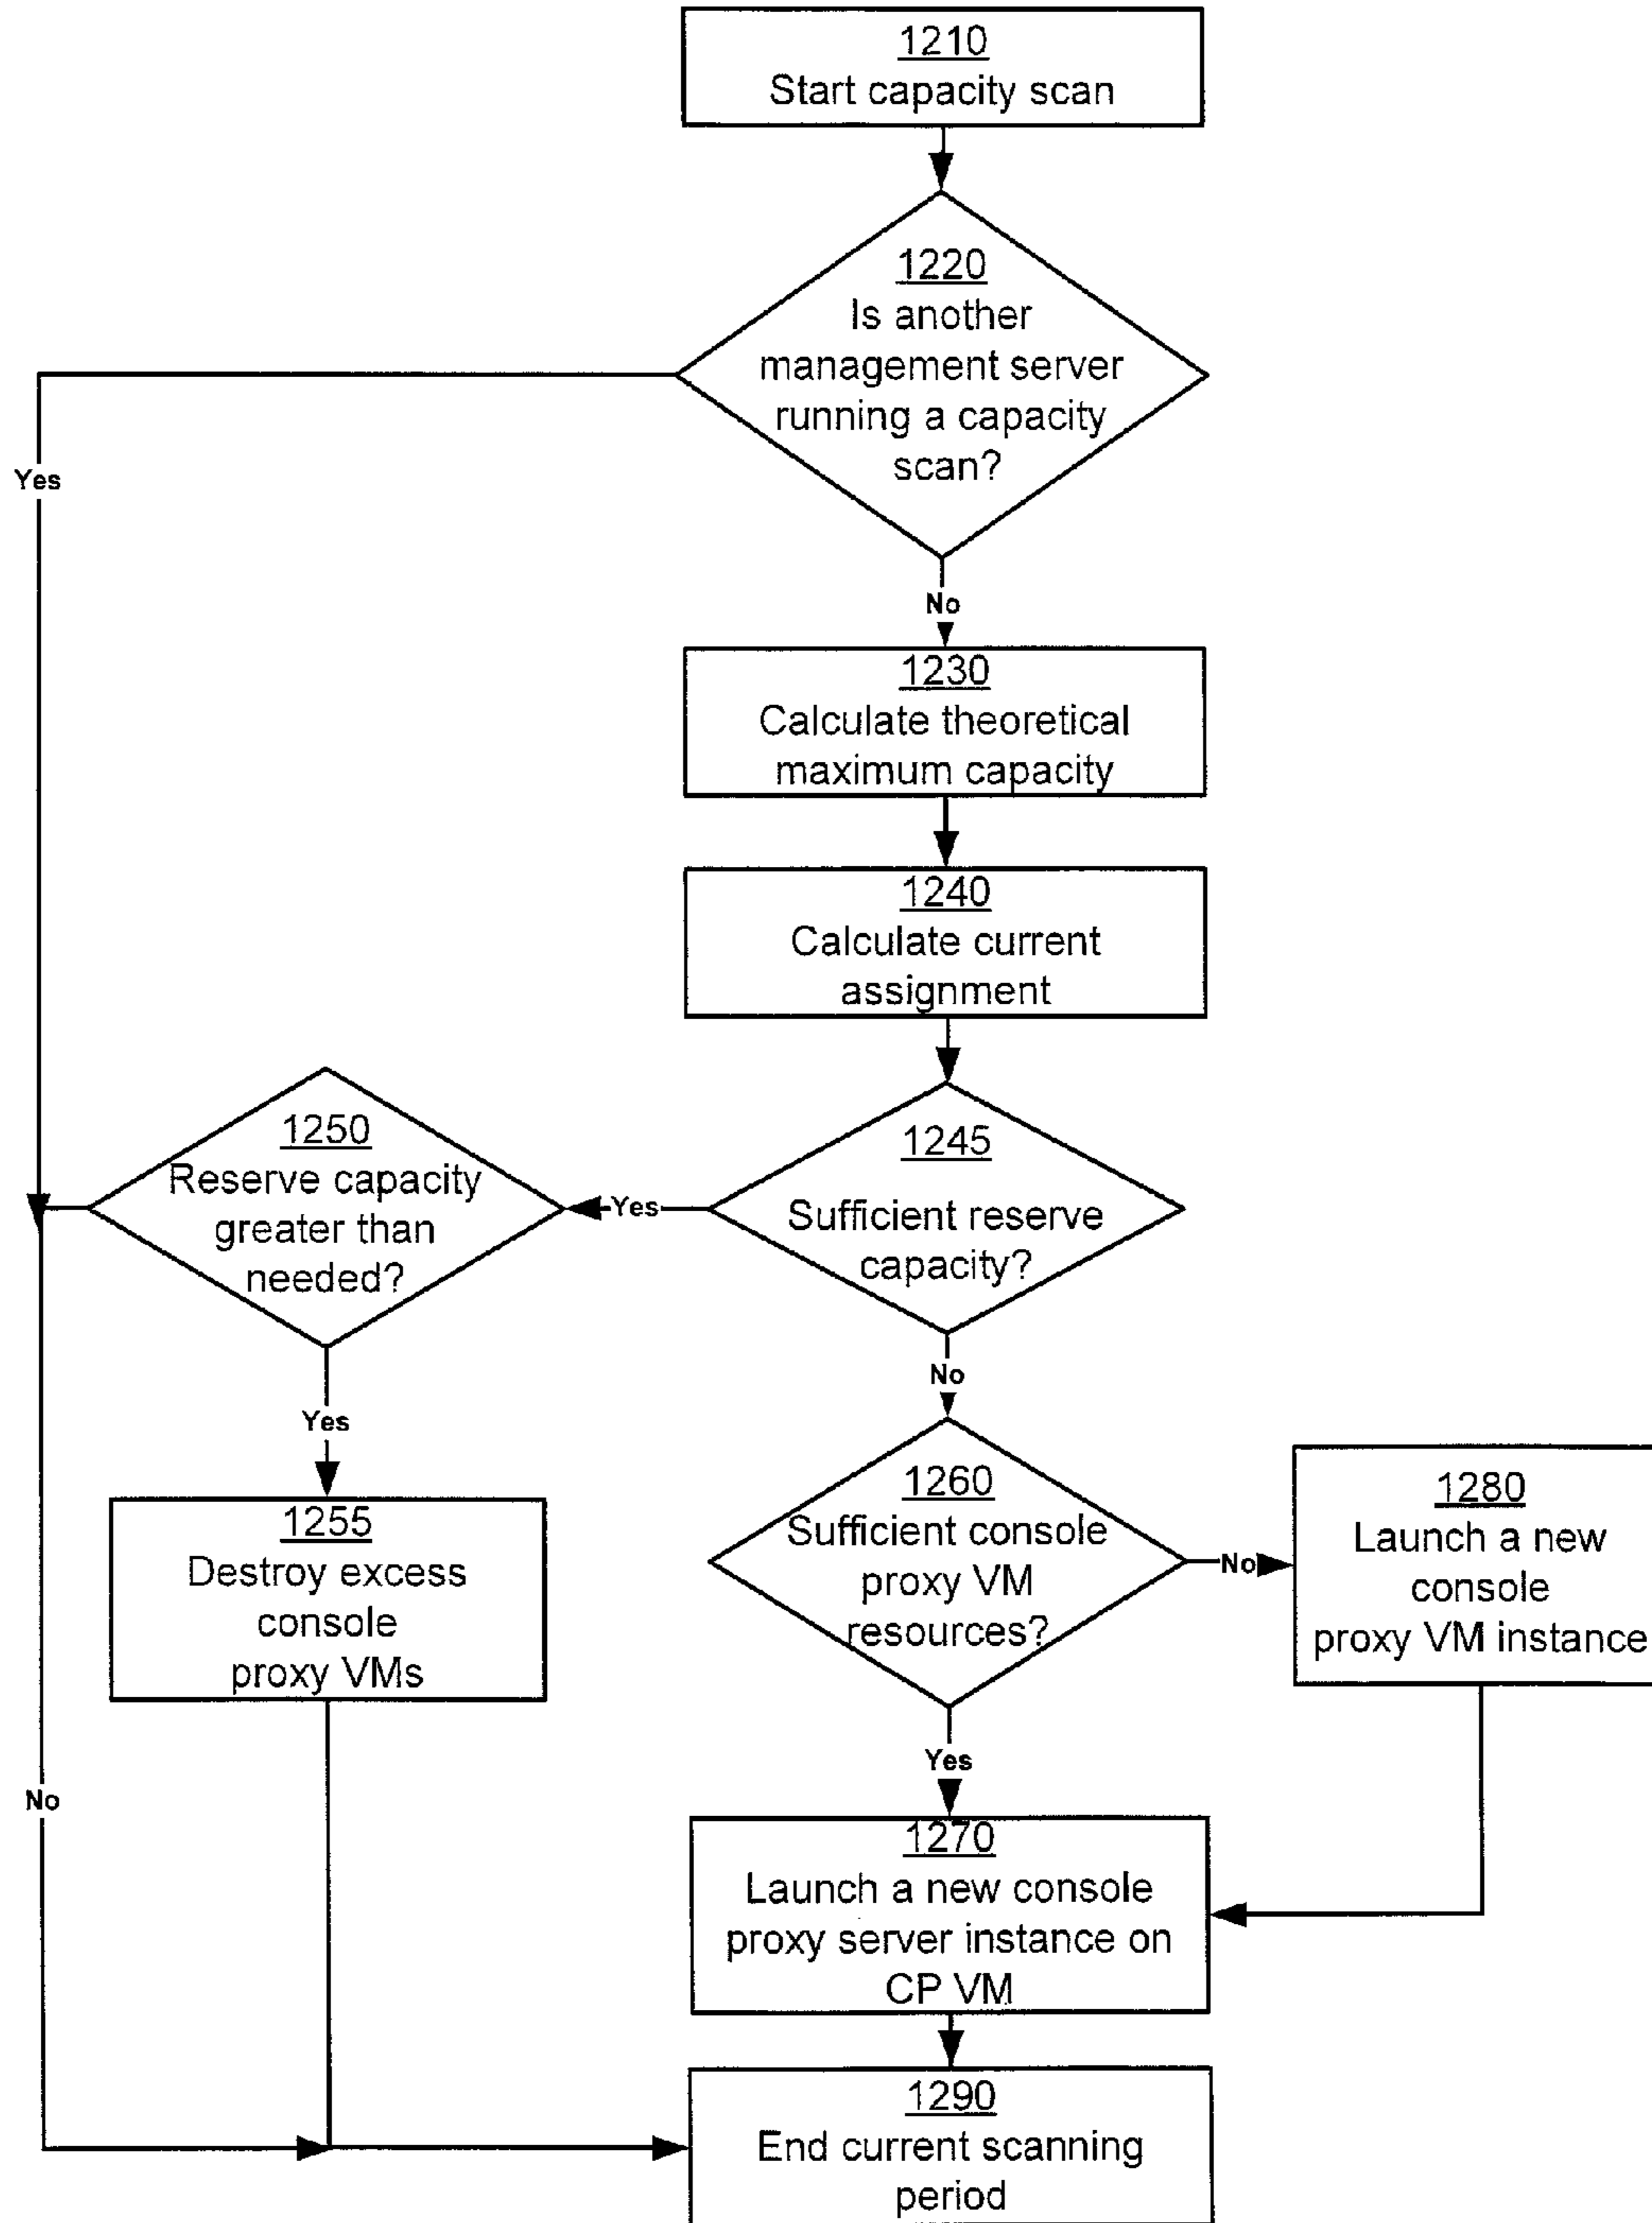 1210
Start capacity scan
1220
Is another
management server
running a capacity
scan?
Yes
No
1230
Calculate theoretical
maximum capacity
1240
Calculate current
assignment
1245
Sufficient reserve
capacity?
Yes
1250
Reserve capacity
greater than
needed?
Yes
1255
Destroy excess
console
proxy VMs
No
No
1260
Sufficient console
proxy VM
resources?
No
1280
Launch a new
console
proxy VM instance
Yes
1270
Launch a new console
proxy server instance on
CP VM
1290
End current scanning
period